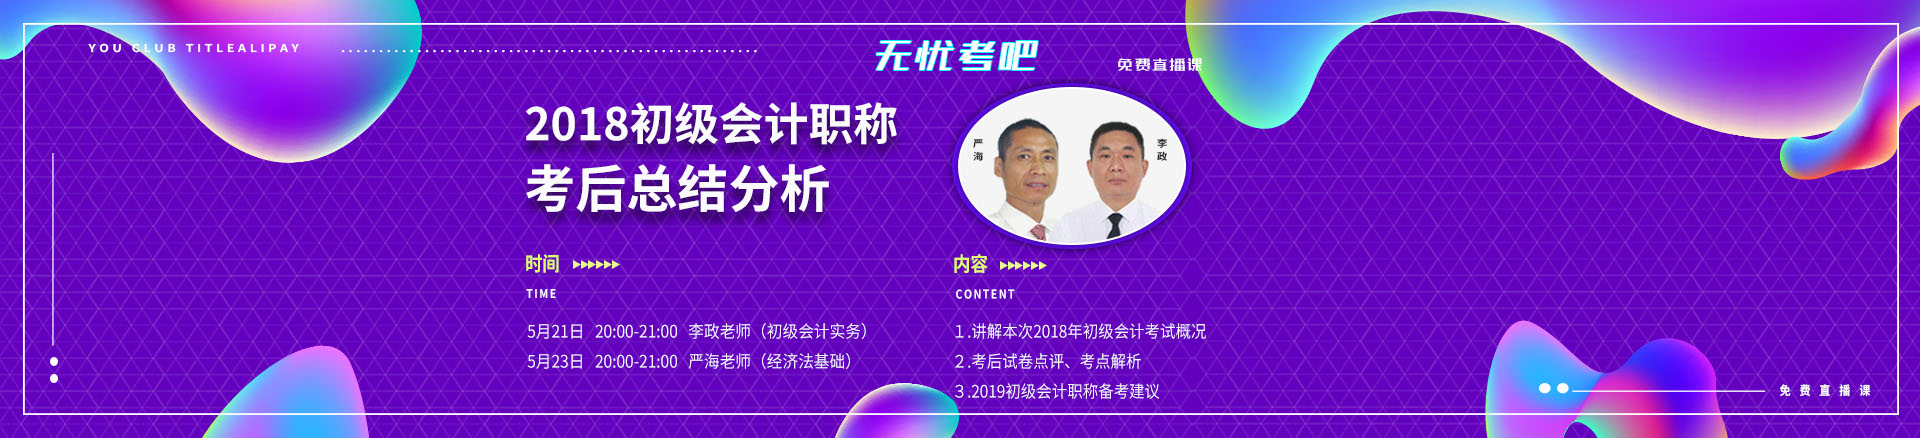 YOU CLUB TITLEALIPAY
无忧考吧
免费直播课
2018初级会计职称
考后总结分析
严海
李政
时间
TIME
5月21日 20:00-21:00 李政老师（初级会计实务）
5月23日 20:00-21:00 严海老师（经济法基础）
内容
CONTENT
1.讲解本次2018年初级会计考试概况
2.考后试卷点评、考点解析
3.2019初级会计职称备考建议
免费直播课